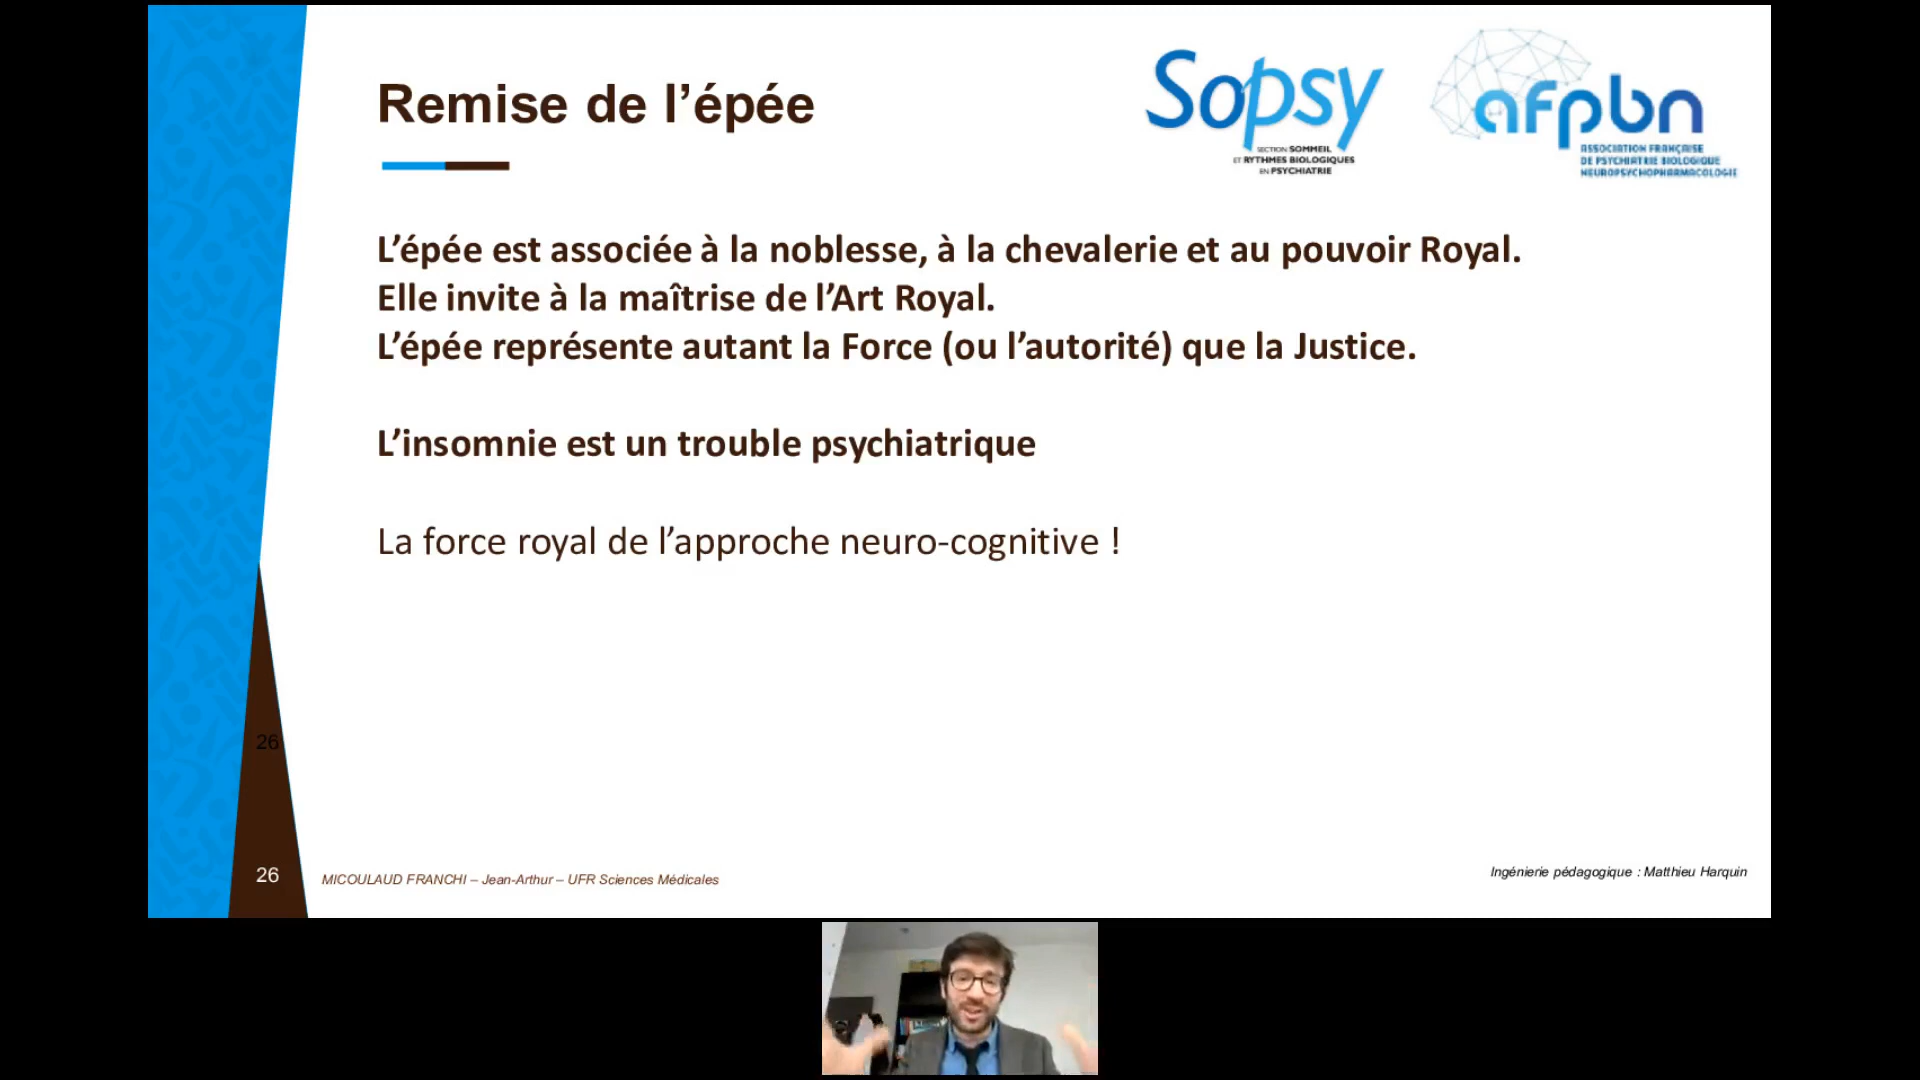 Remise de l’épée
Sopsy
SECTION SOMMEIL
ET RYTHMES BIOLOGIQUES
EN PSYCHIATRIE
afpbn
ASSOCIATION FRANÇAISE
DE PSYCHIATRIE BIOLOGIQUE
NEUROPSYCHOPHARMACOLOGIE
L’épée est associée à la noblesse, à la chevalerie et au pouvoir Royal.
Elle invite à la maîtrise de l’Art Royal.
L’épée représente autant la Force (ou l’autorité) que la Justice.
L’insomnie est un trouble psychiatrique
La force royal de l’approche neuro-cognitive !
26
26
MICOULAUD FRANCHI – Jean-Arthur – UFR Sciences Médicales
Ingénierie pédagogique : Matthieu Harquin